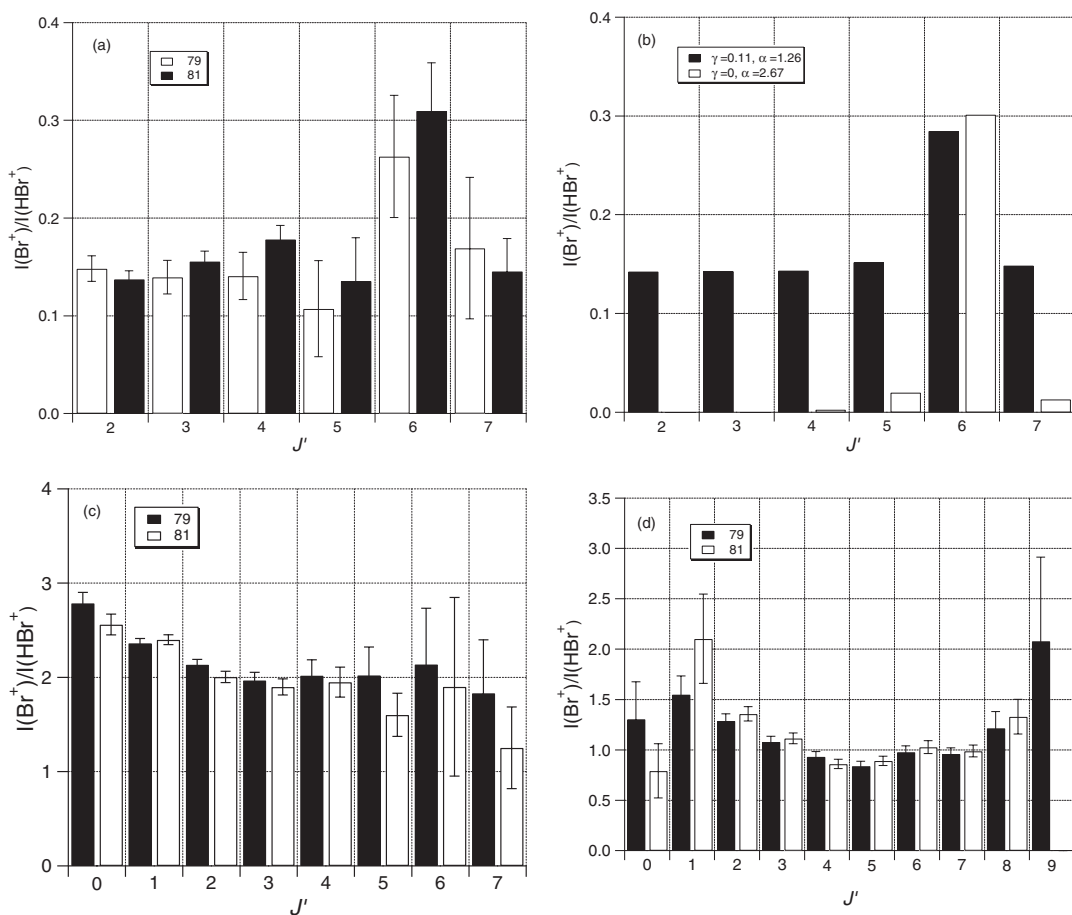 (a)
79
81
0.4
0.3
0.2
0.1
0.0
I(Br⁺)/I(HBr⁺)
2 3 4 5 6 7
J'
(b)
γ=0.11, α=1.26
γ=0, α=2.67
0.4
0.3
0.2
0.1
0.0
I(Br⁺)/I(HBr⁺)
2 3 4 5 6 7
J'
(c)
79
81
4
3
2
1
0
I(Br⁺)/I(HBr⁺)
0 1 2 3 4 5 6 7
J'
(d)
79
81
3.5
3.0
2.5
2.0
1.5
1.0
0.5
0.0
I(Br⁺)/I(HBr⁺)
0 1 2 3 4 5 6 7 8 9
J'